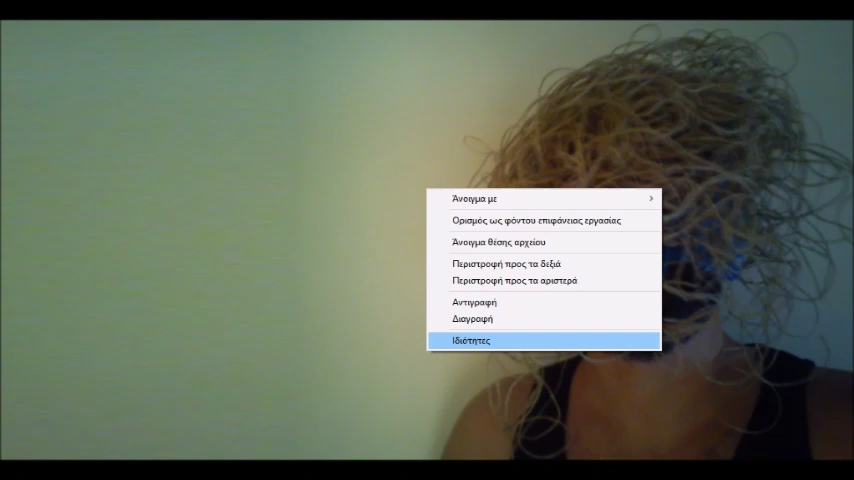 Άνοιγμα με
Ορισμός ως φόντου επιφάνειας εργασίας
Άνοιγμα θέσης αρχείου
Περιστροφή προς τα δεξιά
Περιστροφή προς τα αριστερά
Αντιγραφή
Διαγραφή
Ιδιότητες